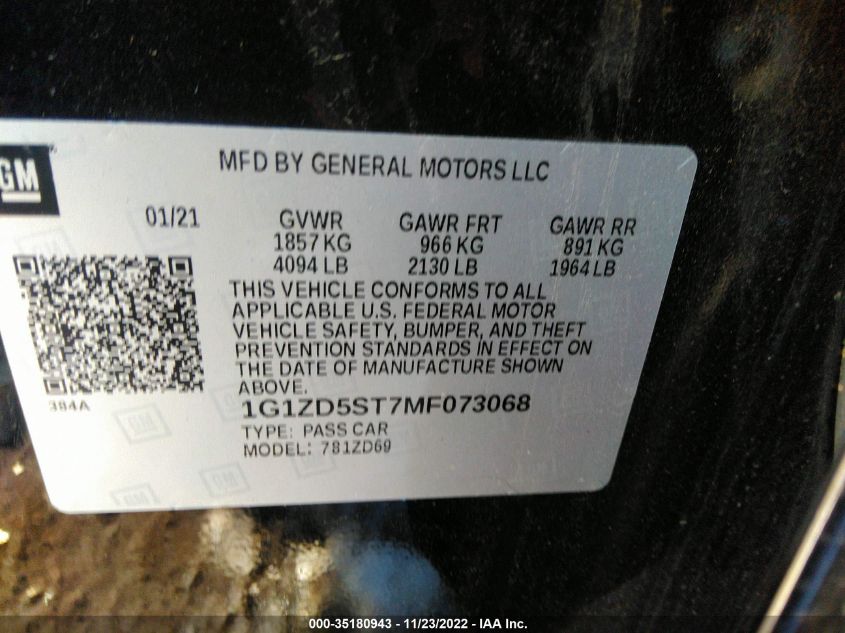 GM
MFD BY GENERAL MOTORS LLC
01/21 GVWR GAWR FRT GAWR RR
1857 KG 966 KG 891 KG
4094 LB 2130 LB 1964 LB
THIS VEHICLE CONFORMS TO ALL
APPLICABLE U.S. FEDERAL MOTOR
VEHICLE SAFETY, BUMPER, AND THEFT
PREVENTION STANDARDS IN EFFECT ON
THE DATE OF MANUFACTURE SHOWN
ABOVE.
384A
1G1ZD5ST7MF073068
TYPE: PASS CAR
MODEL: 781ZD69
000-35180943 - 11/23/2022 - IAA Inc.